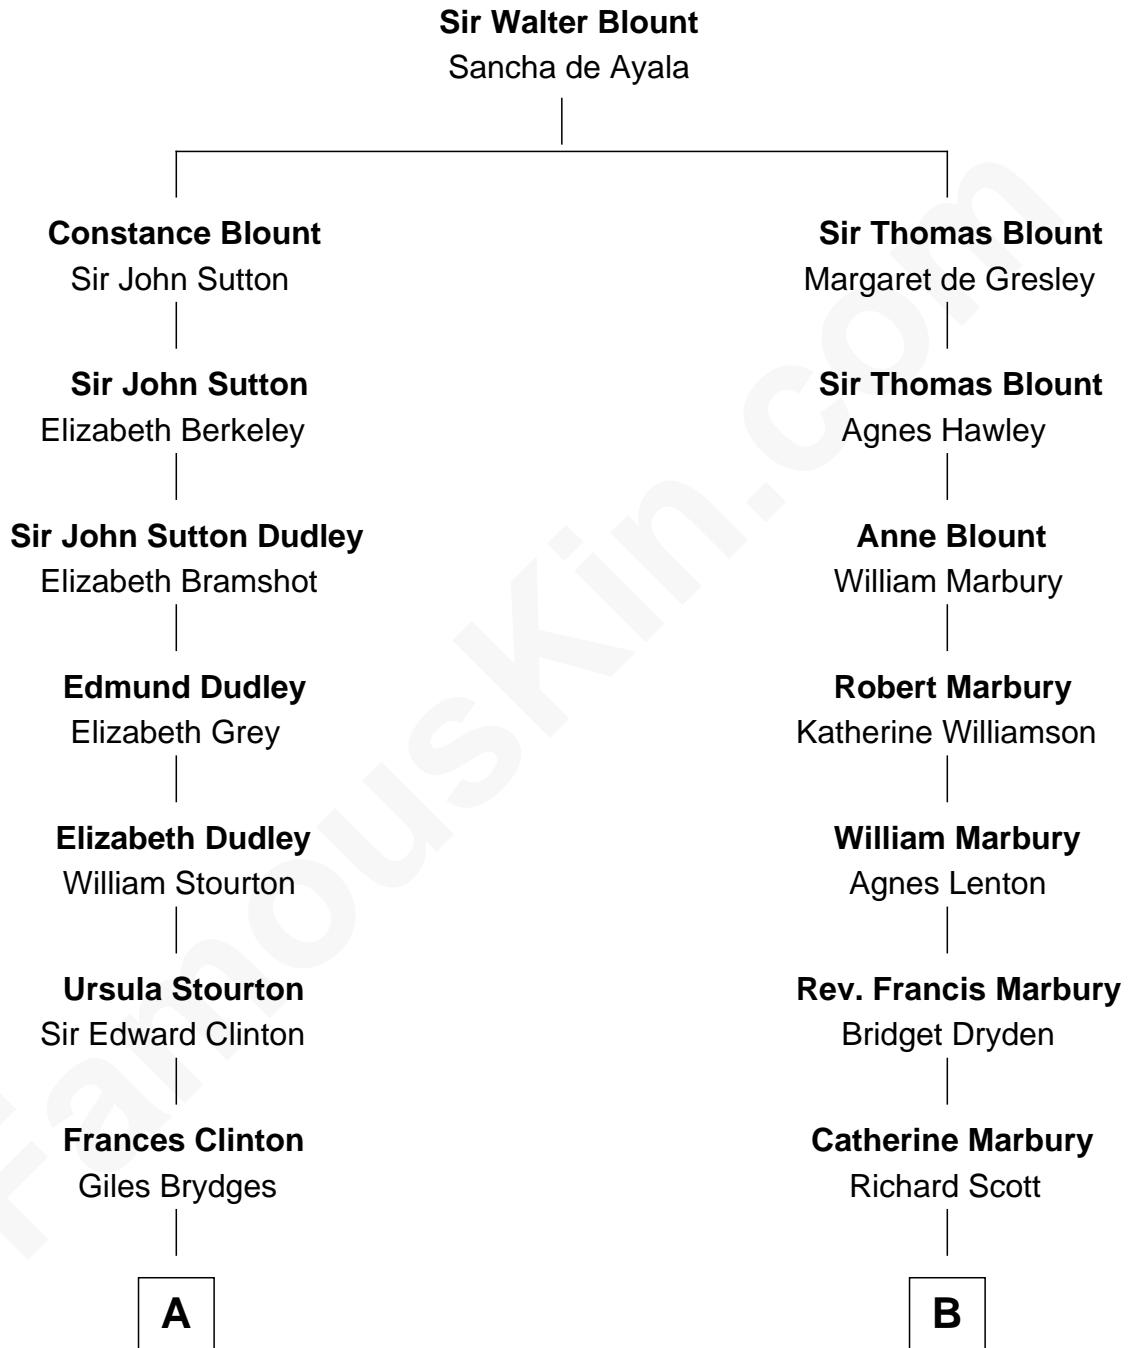 Sir Walter Blount
Sancha de Ayala
Constance Blount
Sir John Sutton
Sir John Sutton
Elizabeth Berkeley
Sir John Sutton Dudley
Elizabeth Bramshot
Edmund Dudley
Elizabeth Grey
Elizabeth Dudley
William Stourton
Ursula Stourton
Sir Edward Clinton
Frances Clinton
Giles Brydges
A
Sir Thomas Blount
Margaret de Gresley
Sir Thomas Blount
Agnes Hawley
Anne Blount
William Marbury
Robert Marbury
Katherine Williamson
William Marbury
Agnes Lenton
Rev. Francis Marbury
Bridget Dryden
Catherine Marbury
Richard Scott
B
FamousKin.com